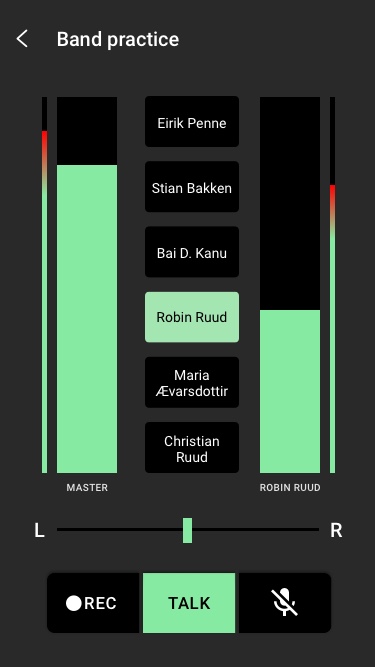 Band practice
Eirik Penne
Stian Bakken
Bai D. Kanu
Robin Ruud
Maria
Ævarsdottir
Christian
Ruud
MASTER
ROBIN RUUD
L
R
REC
TALK